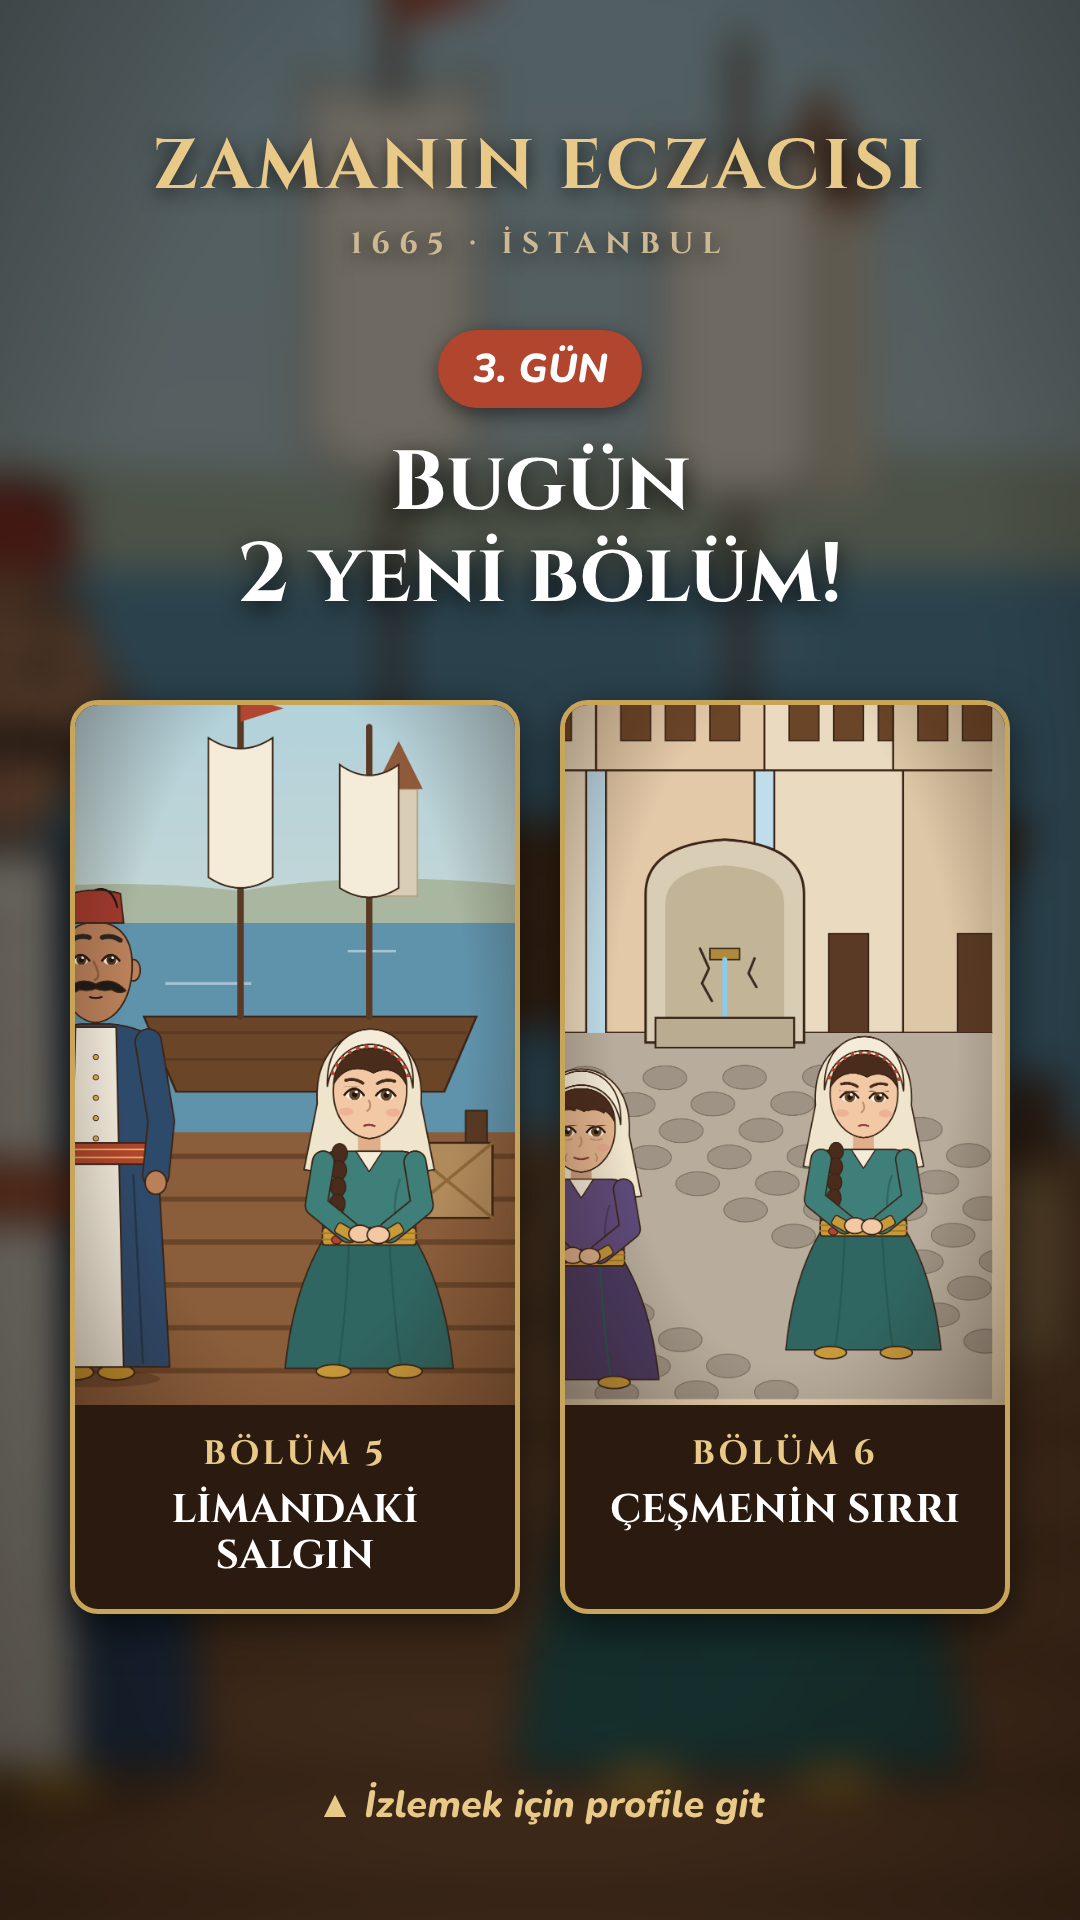 ZAMANIN ECZACISI
1665 · İSTANBUL
3. GÜN
BUGÜN
2 YENİ BÖLÜM!
BÖLÜM 5
LİMANDAKİ
SALGIN
BÖLÜM 6
ÇEŞMENİN SIRRI
▲ İzlemek için profile git